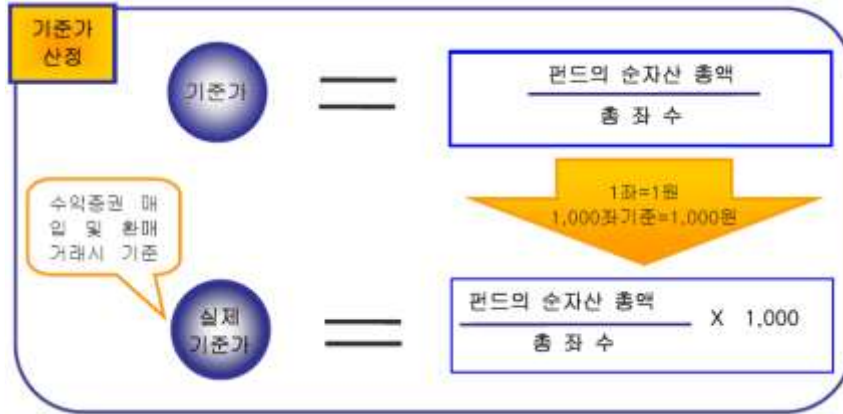 기준가
산정
기준가
펀드의 순자산 총액
총 좌 수
1좌=1원
1,000좌기준=1,000원
수익증권 매
입 및 환매
거래시 기준
실제
기준가
펀드의 순자산 총액
총 좌 수
X 1,000